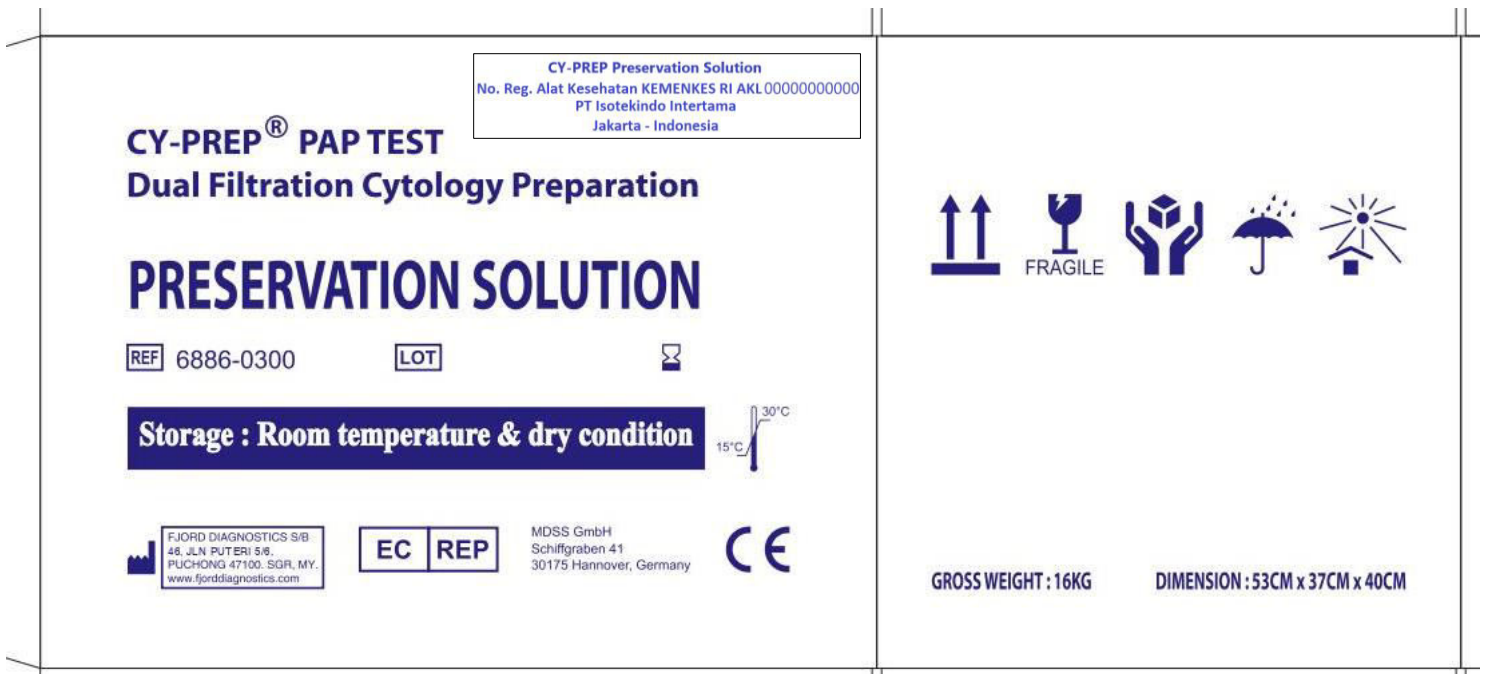 CY-PREP Preservation Solution
No. Reg. Alat Kesehatan KEMENKES RI AKL00000000000
PT Isotekindo Intertama
Jakarta - Indonesia
CY-PREP® PAP TEST
Dual Filtration Cytology Preparation
PRESERVATION SOLUTION
REF 6886-0300 LOT
Storage : Room temperature & dry condition
30°C
15°C
FJORD DIAGNOSTICS S/B
46, JLN PUTERI 5/6,
PUCHONG 47100. SGR, MY.
www.fjorddiagnostics.com
EC REP
MDSS GmbH
Schiffgraben 41
30175 Hannover, Germany
CE
FRAGILE
GROSS WEIGHT : 16KG DIMENSION : 53CM x 37CM x 40CM